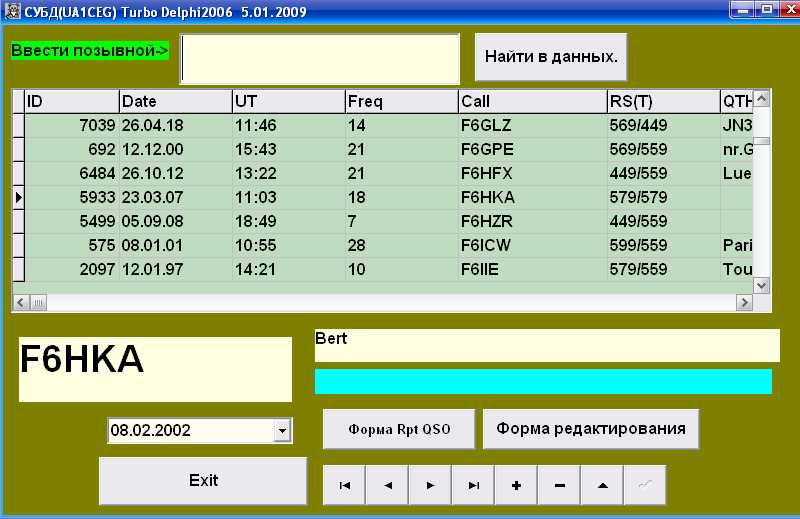 СУБД(UA1CEG) Turbo Delphi2006 5.01.2009
Ввести позывной->
Найти в данных.
ID Date UT Freq Call RS(T) QTH
7039 26.04.18 11:46 14 F6GLZ 569/449 JN3
692 12.12.00 15:43 21 F6GPE 569/559 nr.G
6484 26.10.12 13:22 21 F6HFX 449/559 Lue
5933 23.03.07 11:03 18 F6HKA 579/579
5499 05.09.08 18:49 7 F6HZR 449/559
575 08.01.01 10:55 28 F6ICW 599/559 Pari
2097 12.01.97 14:21 10 F6IIE 579/559 Tou
F6HKA
Bert
08.02.2002
Форма Rpt QSO
Форма редактирования
Exit